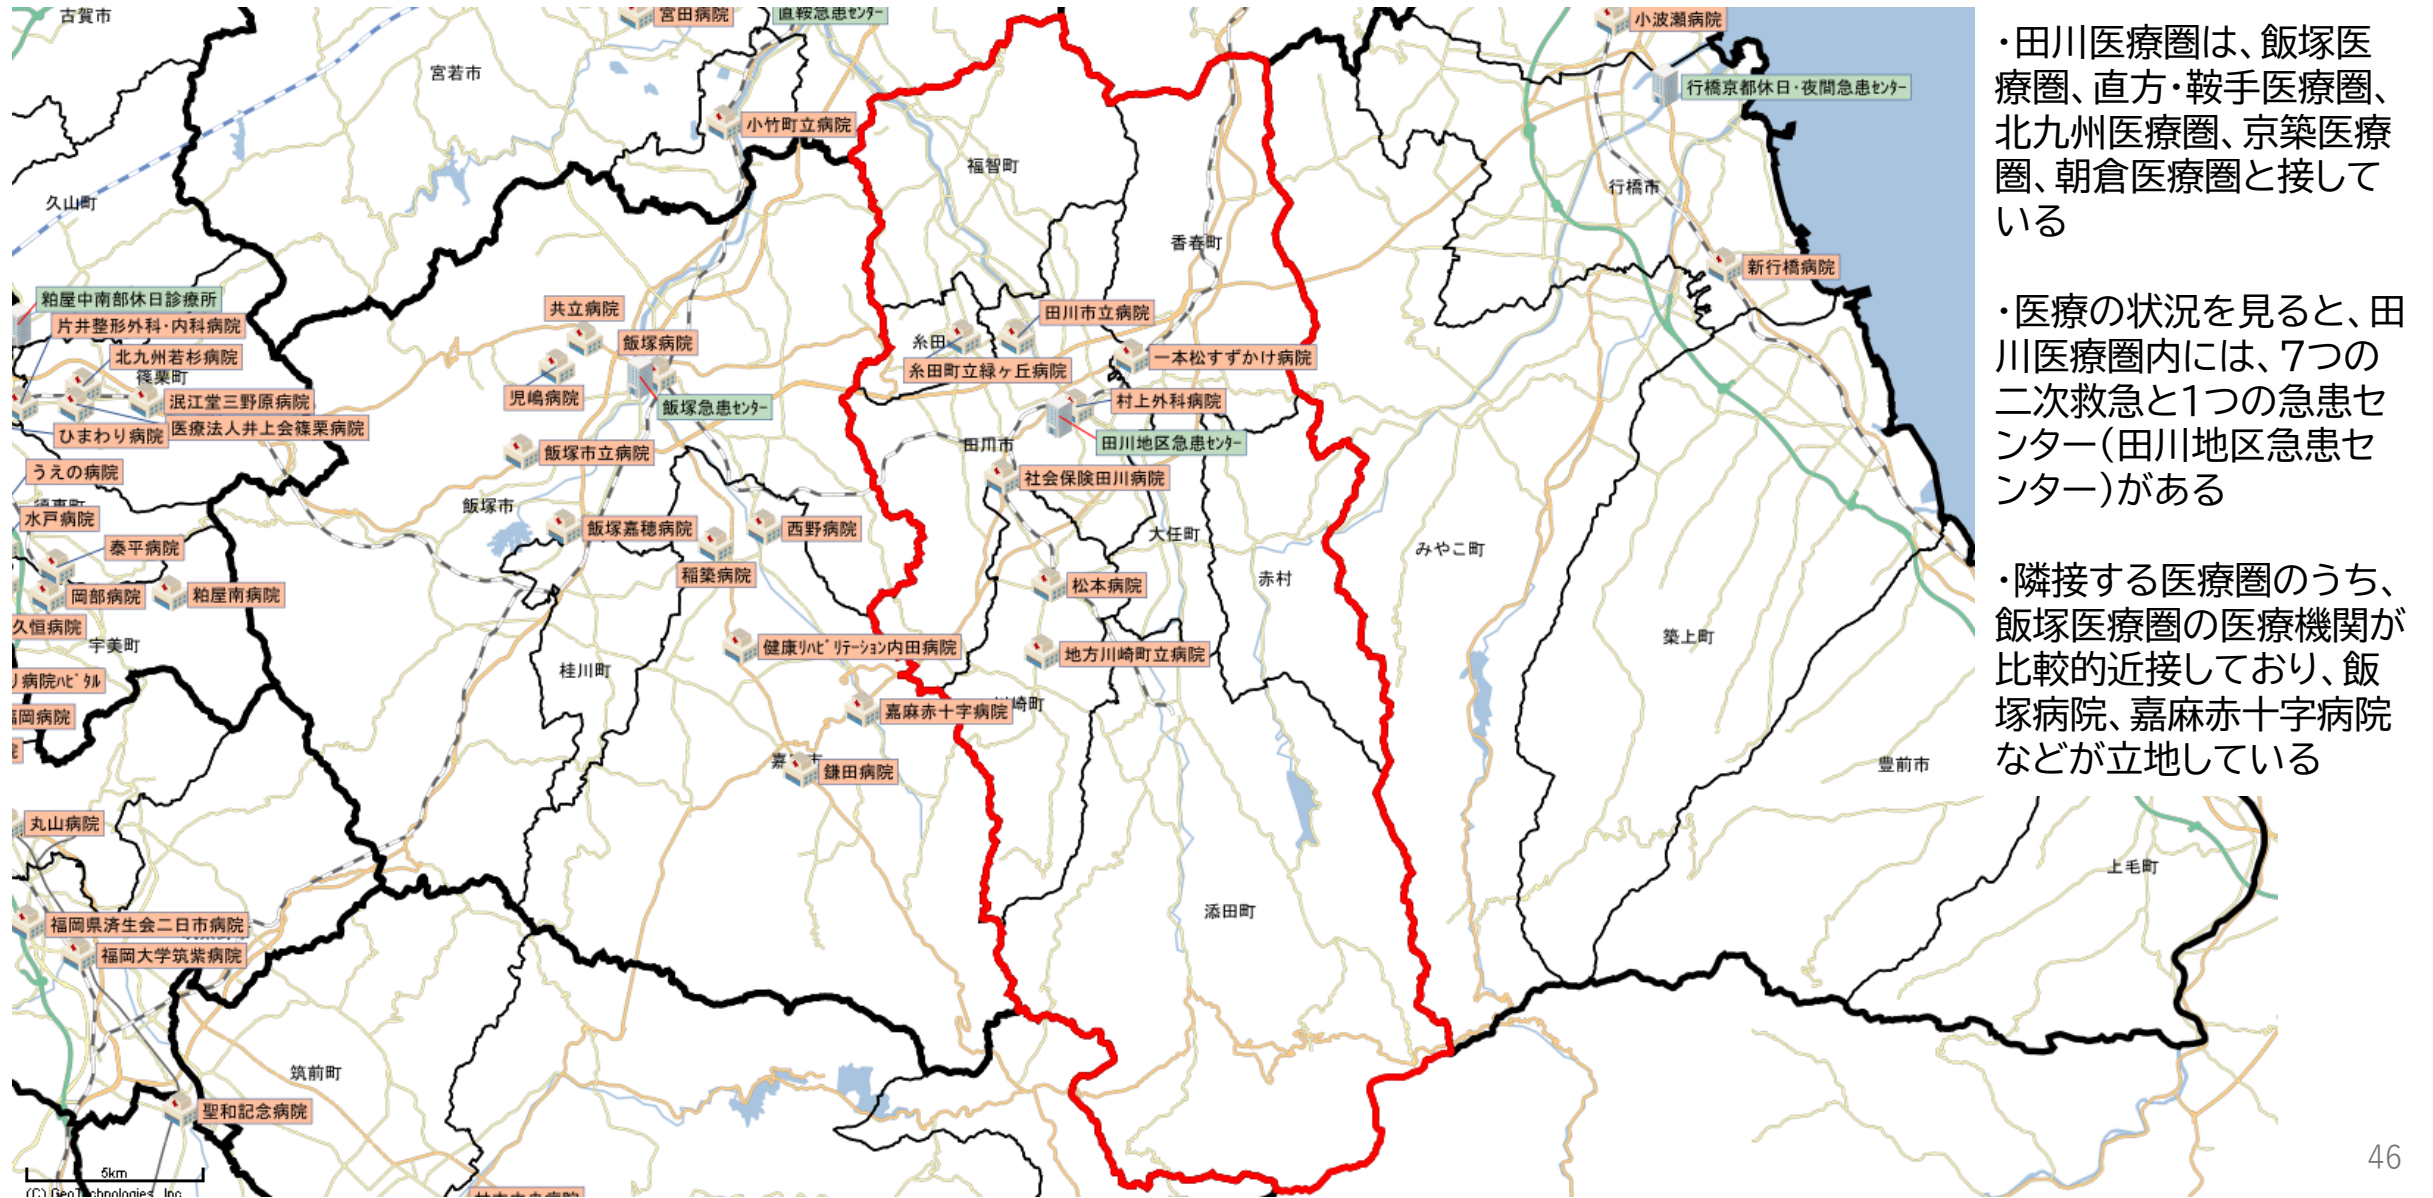 古賀市
宮田病院
直鞍急患センター
小波瀬病院
宮若市
小竹町立病院
行橋京都休日・夜間急患センター
福智町
行橋市
久山町
香春町
新行橋病院
粕屋中南部休日診療所
片井整形外科・内科病院
北九州若杉病院
篠栗町
泯江堂三野原病院
ひまわり病院
医療法人井上会篠栗病院
うえの病院
水戸病院
泰平病院
岡部病院
粕屋南病院
久恒病院
宇美町
共立病院
飯塚病院
児嶋病院
飯塚急患センター
飯塚市立病院
飯塚市
飯塚嘉穂病院
西野病院
稲築病院
桂川町
健康リハビリテーション内田病院
嘉麻赤十字病院
鎌田病院
糸田
田川市立病院
糸田町立緑ヶ丘病院
一本松すずかけ病院
村上外科病院
田川市
田川地区急患センター
社会保険田川病院
大任町
松本病院
赤村
地方川崎町立病院
崎町
みやこ町
築上町
豊前市
上毛町
添田町
丸山病院
福岡県済生会二日市病院
福岡大学筑紫病院
筑前町
聖和記念病院
5km
(C) GeoTechnologies, Inc.
・田川医療圏は、飯塚医
療圏、直方・鞍手医療圏、
北九州医療圏、京築医療
圏、朝倉医療圏と接して
いる
・医療の状況を見ると、田
川医療圏内には、7つの
二次救急と1つの急患セ
ンター(田川地区急患セ
ンター)がある
・隣接する医療圏のうち、
飯塚医療圏の医療機関が
比較的近接しており、飯
塚病院、嘉麻赤十字病院
などが立地している
46